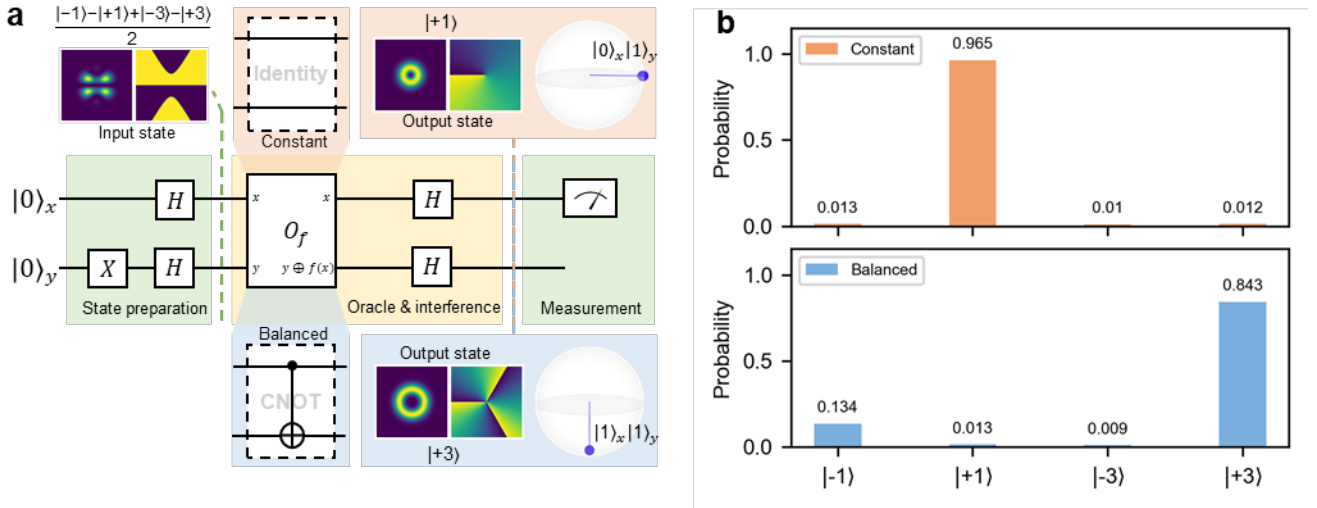 a
|−1⟩−|+1⟩+|−3⟩−|+3⟩
2
Input state
Identity
Constant
|+1⟩
Output state
|0⟩x|1⟩y
|0⟩x
H
x
x
H
Of
|0⟩y
X
H
y
y ⊕ f(x)
H
State preparation
Oracle & interference
Measurement
Balanced
CNOT
Output state
|+3⟩
|1⟩x|1⟩y
b
Constant
Probability
1.0
0.5
0.0
0.013
0.965
0.01
0.012
Balanced
Probability
1.0
0.5
0.0
0.134
0.013
0.009
0.843
|-1⟩
|+1⟩
|-3⟩
|+3⟩